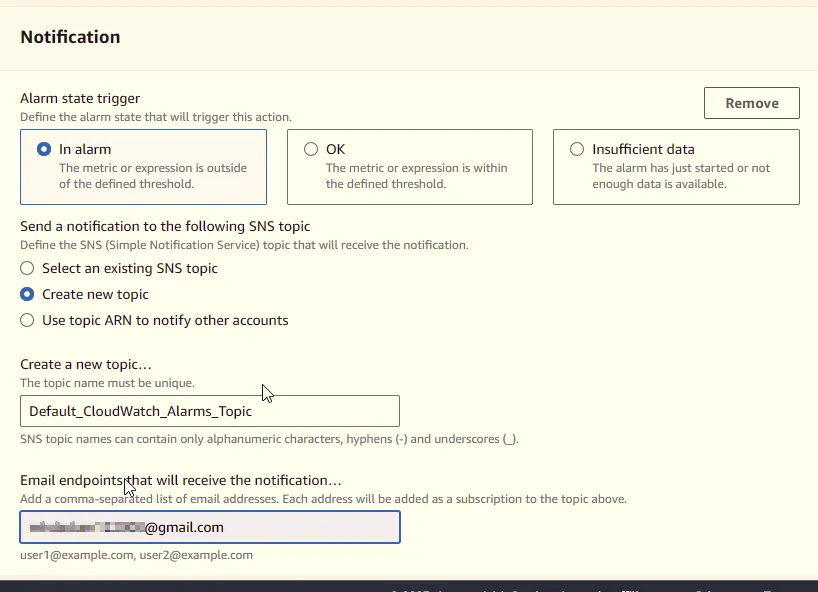 Notification
Alarm state trigger
Define the alarm state that will trigger this action.
Remove
In alarm
The metric or expression is outside
of the defined threshold.
OK
The metric or expression is within
the defined threshold.
Insufficient data
The alarm has just started or not
enough data is available.
Send a notification to the following SNS topic
Define the SNS (Simple Notification Service) topic that will receive the notification.
Select an existing SNS topic
Create new topic
Use topic ARN to notify other accounts
Create a new topic…
The topic name must be unique.
Default_CloudWatch_Alarms_Topic
SNS topic names can contain only alphanumeric characters, hyphens (-) and underscores (_).
Email endpoints that will receive the notification…
Add a comma-separated list of email addresses. Each address will be added as a subscription to the topic above.
@gmail.com
user1@example.com, user2@example.com